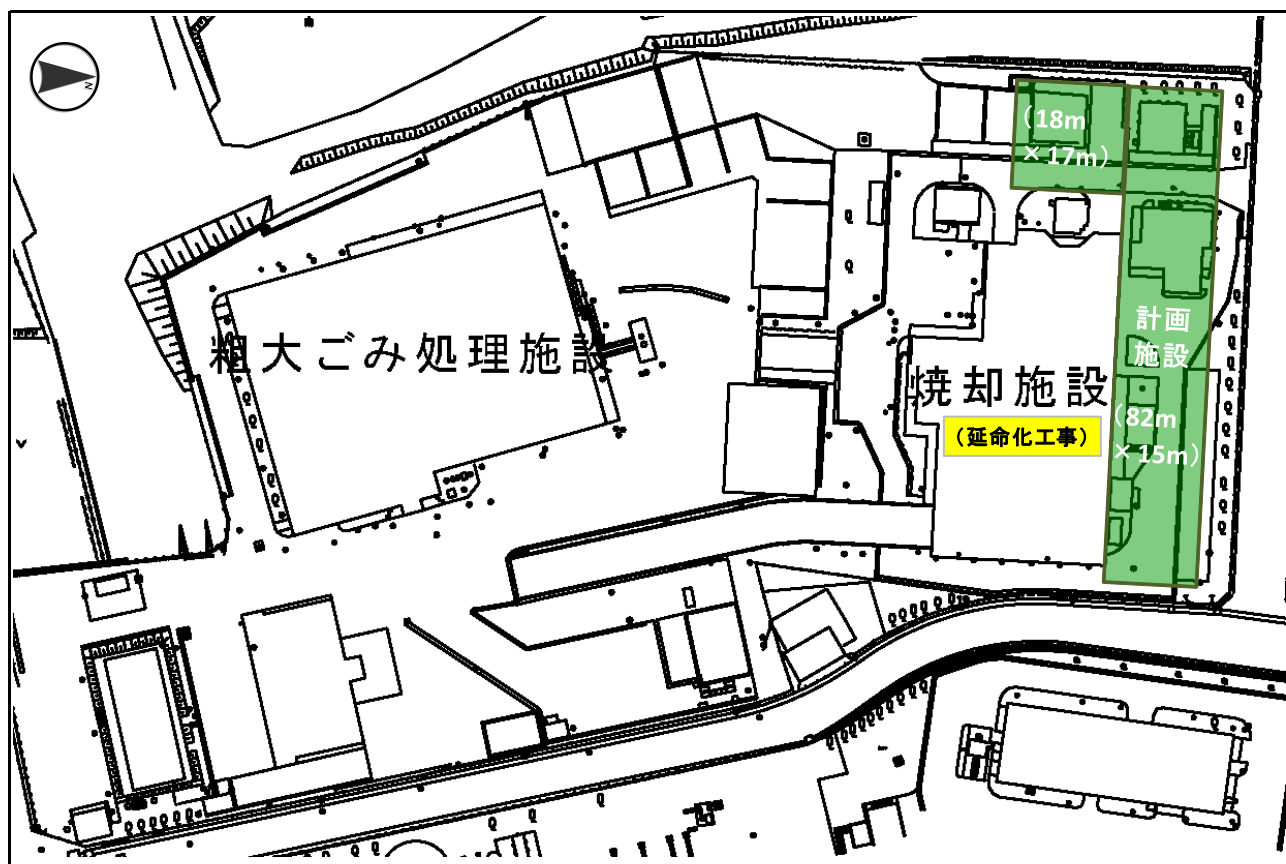 N
（18m
×17m）
計画
施設
粗大ごみ処理施設
焼却施設
（延命化工事）
（82m
×15m）